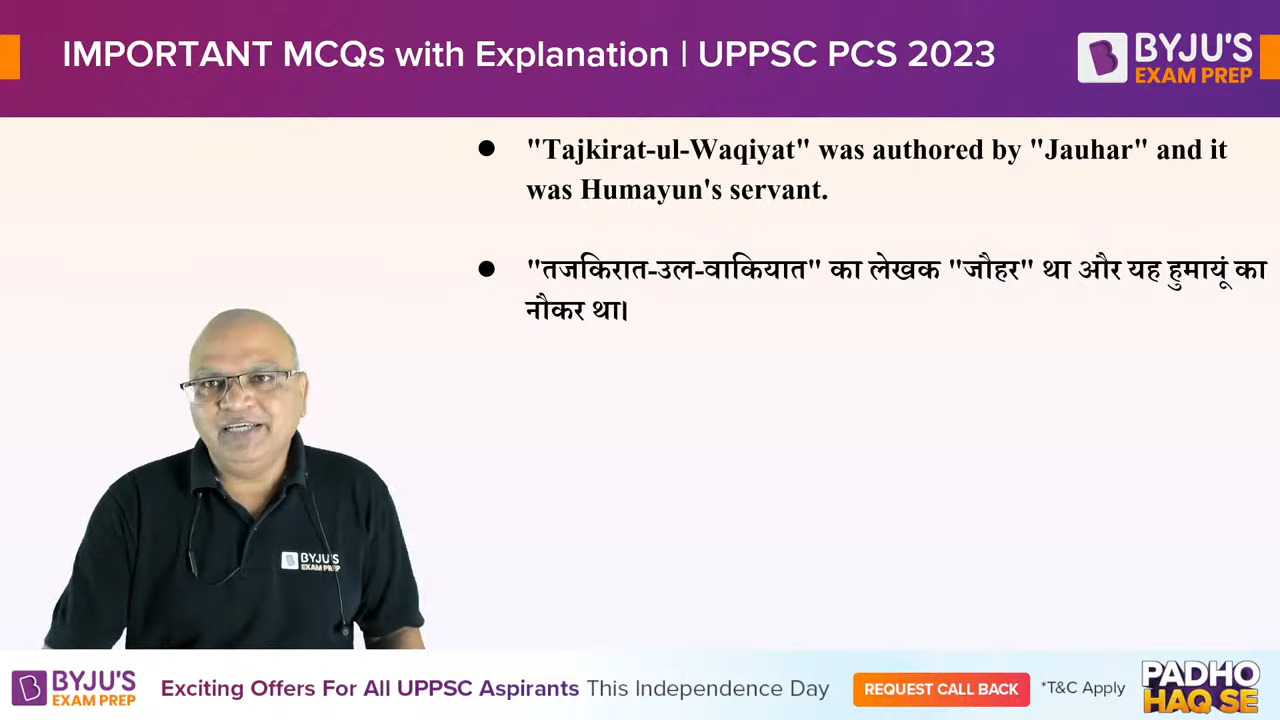 IMPORTANT MCQs with Explanation | UPPSC PCS 2023
BYJU'S
EXAM PREP
"Tajkirat-ul-Waqiyat" was authored by "Jauhar" and it
was Humayun's servant.
"तजकिरात-उल-वाकियात" का लेखक "जौहर" था और यह हुमायूं का
नौकर था।
BYJU'S
EXAM PREP
BYJU'S
EXAM PREP
Exciting Offers For All UPPSC Aspirants This Independence Day
REQUEST CALL BACK
*T&C Apply
PADHO
HAQ SE